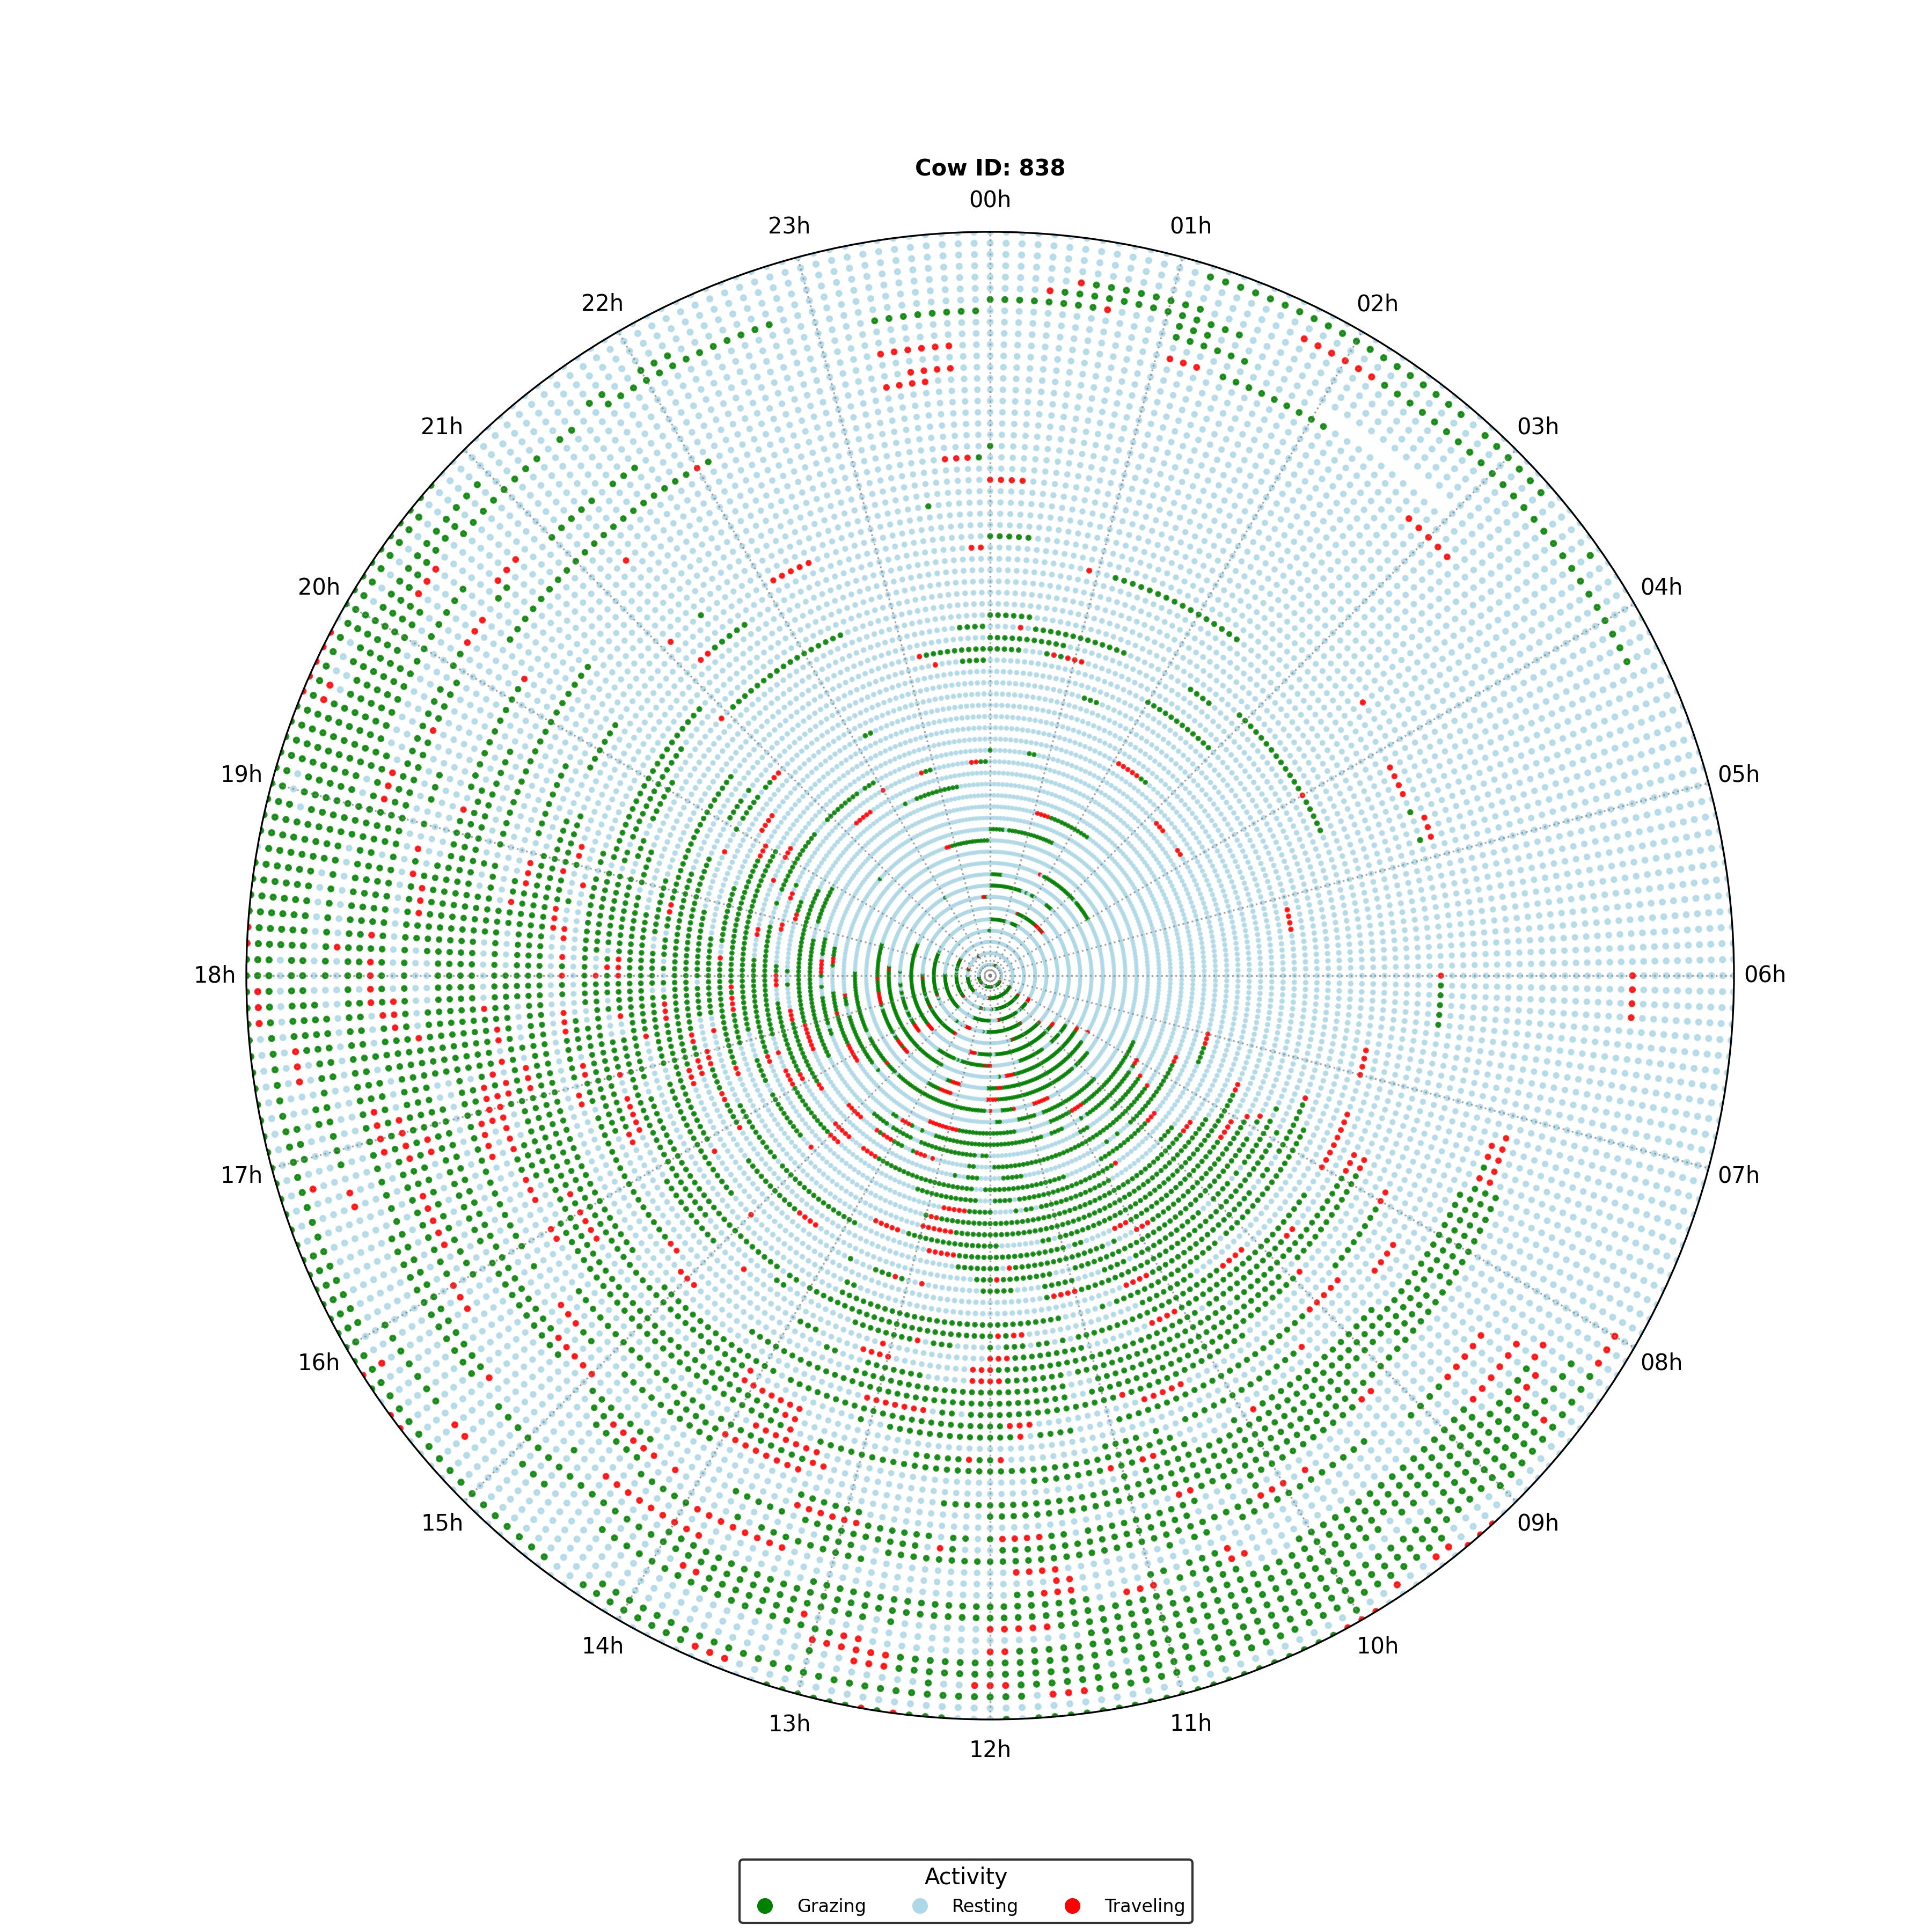 Cow ID: 838
00h
23h
01h
22h
02h
21h
03h
20h
04h
19h
05h
18h
06h
17h
07h
16h
08h
15h
09h
14h
10h
13h
11h
12h
Activity
Grazing Resting Traveling